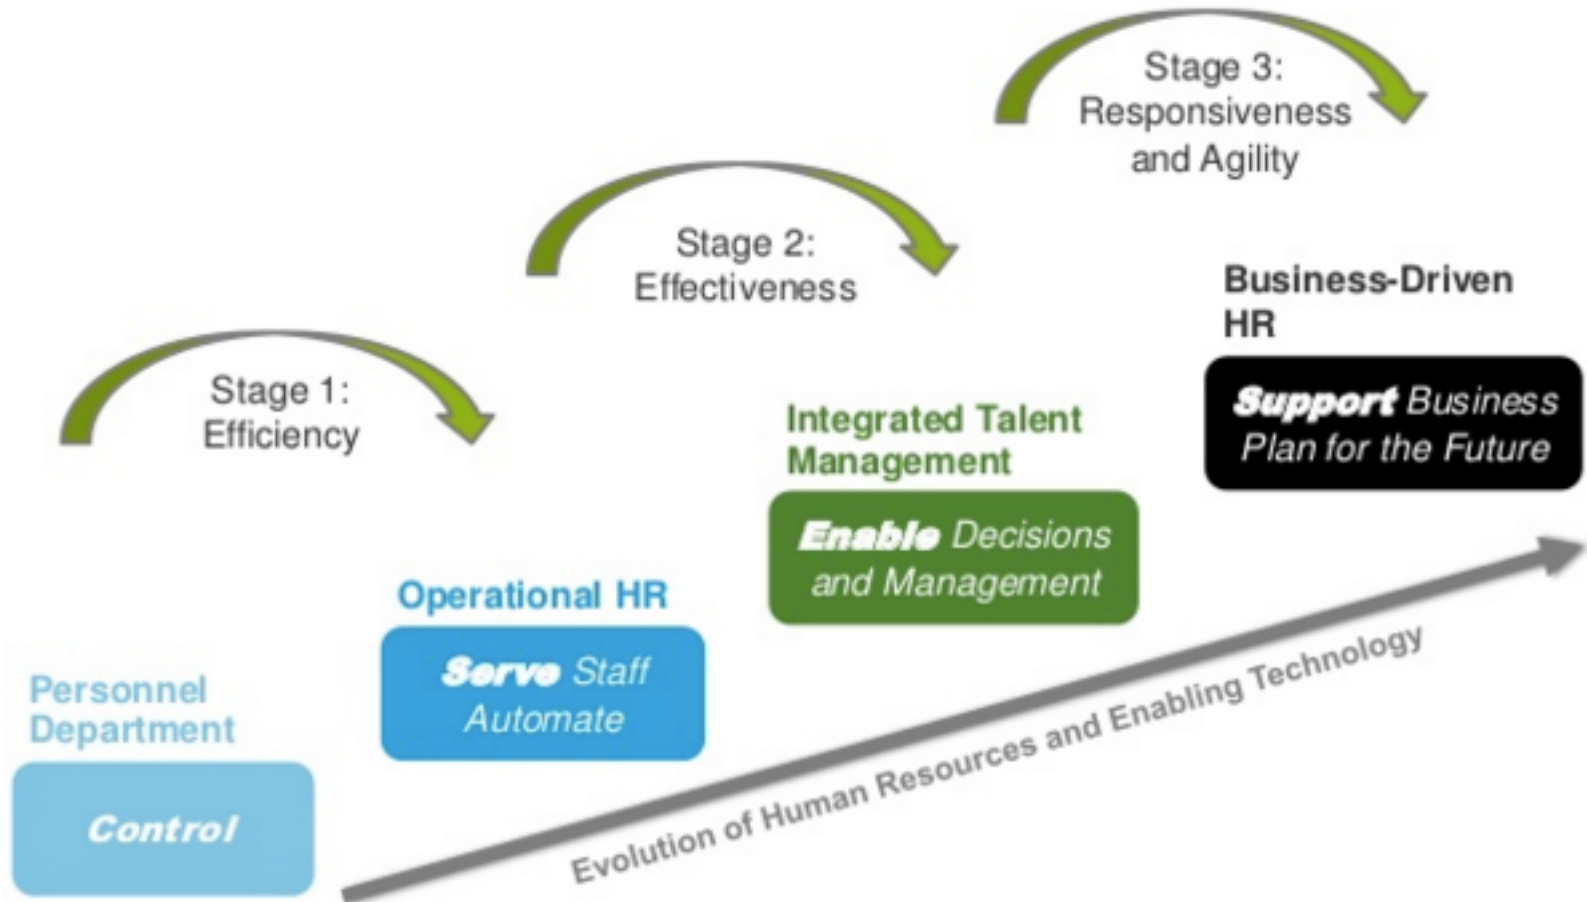 Stage 3:
Responsiveness
and Agility
Stage 2:
Effectiveness
Business-Driven
HR
Support Business
Plan for the Future
Stage 1:
Efficiency
Integrated Talent
Management
Enable Decisions
and Management
Operational HR
Serve Staff
Automate
Personnel
Department
Control
Evolution of Human Resources and Enabling Technology